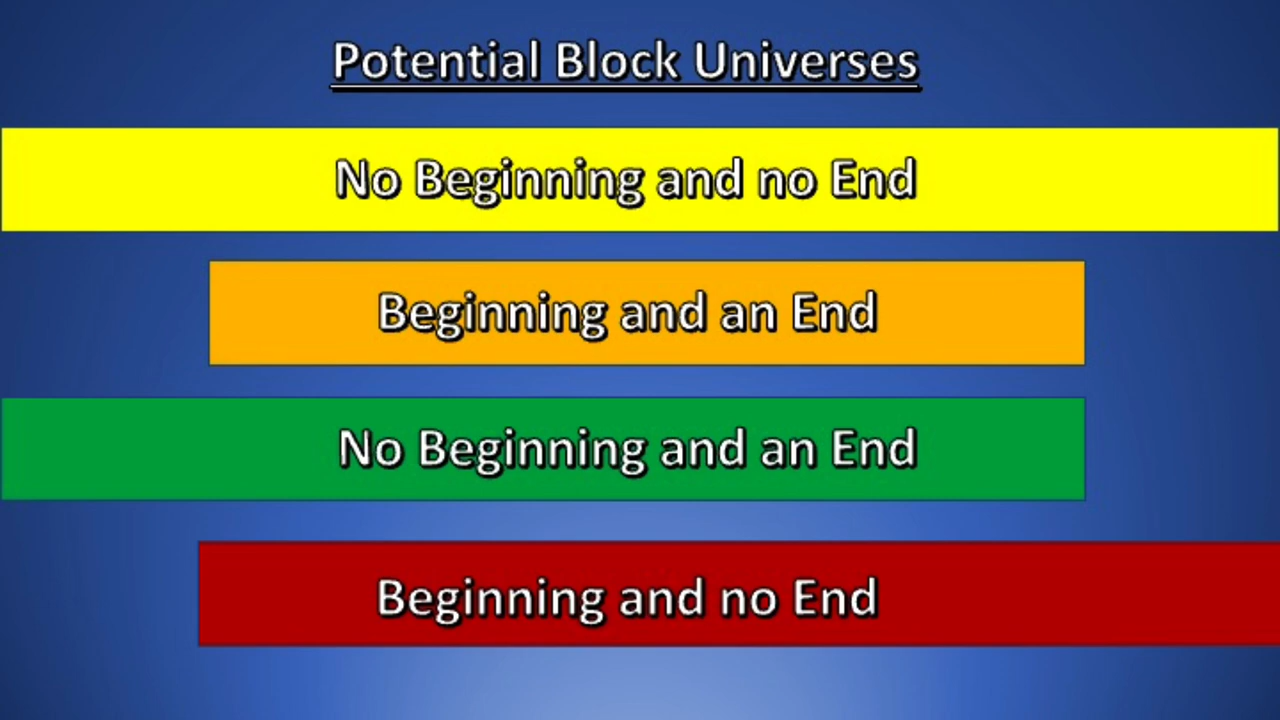 Potential Block Universes
No Beginning and no End
Beginning and an End
No Beginning and an End
Beginning and no End